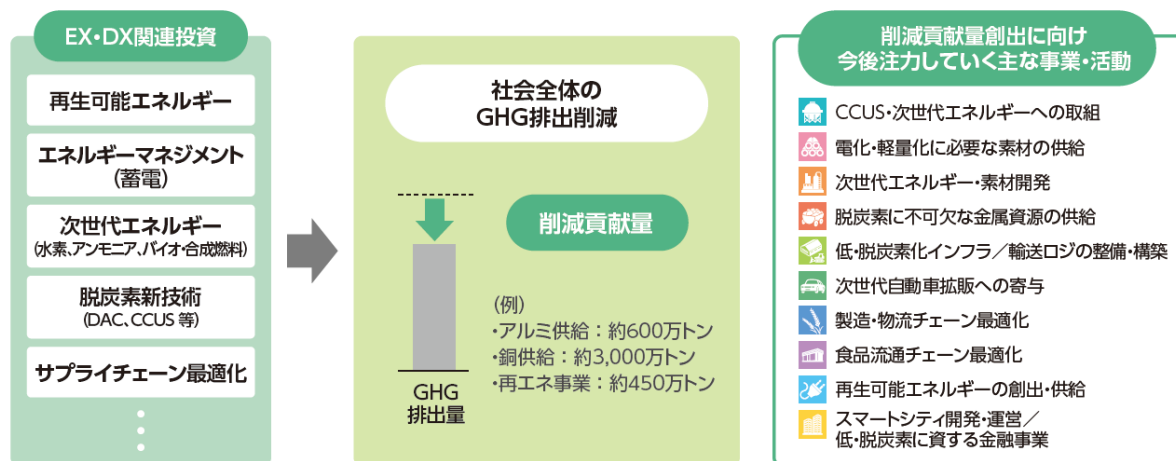 EX・DX関連投資
再生可能エネルギー
エネルギーマネジメント
(蓄電)
次世代エネルギー
(水素、アンモニア、バイオ・合成燃料)
脱炭素新技術
(DAC、CCUS 等)
サプライチェーン最適化
社会全体の
GHG排出削減
削減貢献量
(例)
・アルミ供給：約600万トン
・銅供給：約3,000万トン
・再エネ事業：約450万トン
GHG
排出量
削減貢献量創出に向け
今後注力していく主な事業・活動
CCUS・次世代エネルギーへの取組
電化・軽量化に必要な素材の供給
次世代エネルギー・素材開発
脱炭素に不可欠な金属資源の供給
低・脱炭素化インフラ／輸送ロジの整備・構築
次世代自動車拡販への寄与
製造・物流チェーン最適化
食品流通チェーン最適化
再生可能エネルギーの創出・供給
スマートシティ開発・運営／
低・脱炭素に資する金融事業